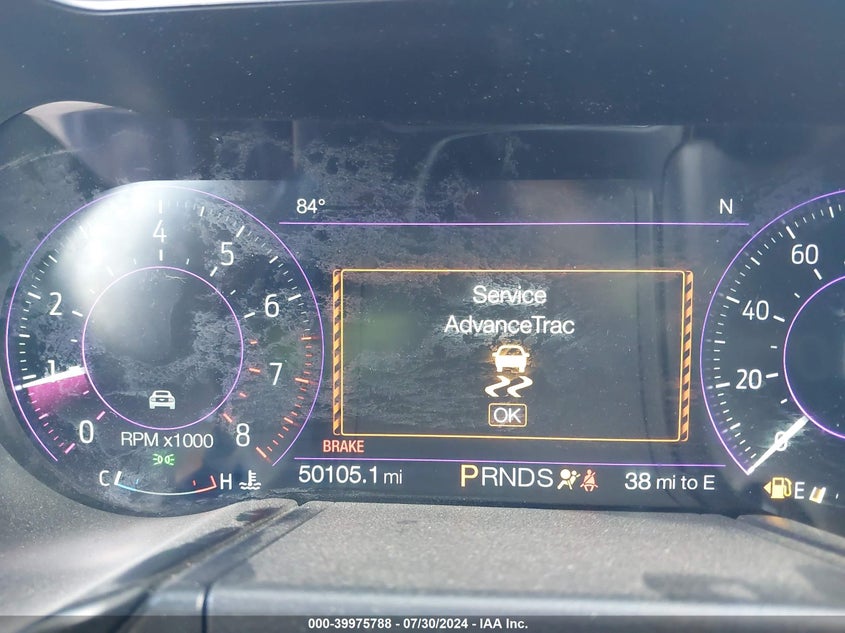 84°
N
Service
AdvanceTrac
OK
0 1 2 4 5 6 7 8
RPM x1000
0 20 40 60
BRAKE
C H
50105.1 mi
PRNDS
38 mi to E
E
000-39975788 - 07/30/2024 - IAA Inc.